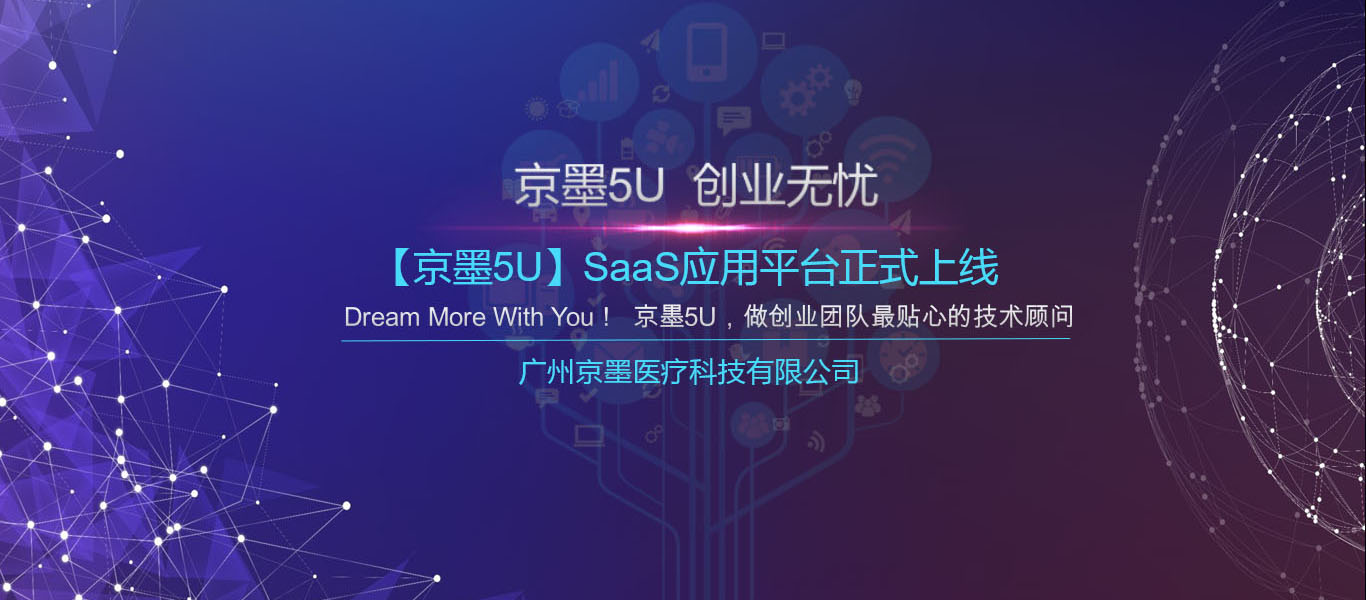 京墨5U 创业无忧
【京墨5U】SaaS应用平台正式上线
Dream More With You！ 京墨5U，做创业团队最贴心的技术顾问
广州京墨医疗科技有限公司